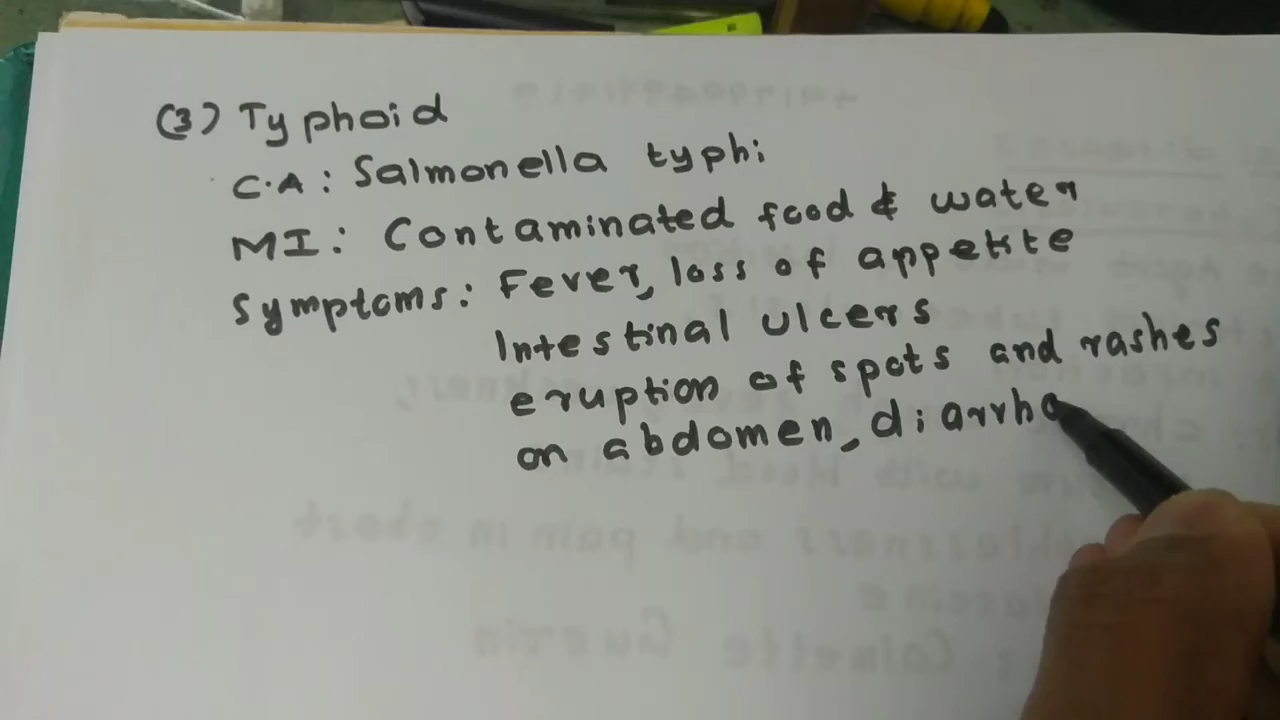 (3) Typhoid
C.A : Salmonella typhi
MI : Contaminated food & water
Symptoms : Fever, loss of appetite
Intestinal ulcers
eruption of spots and rashes
on abdomen, diarrho